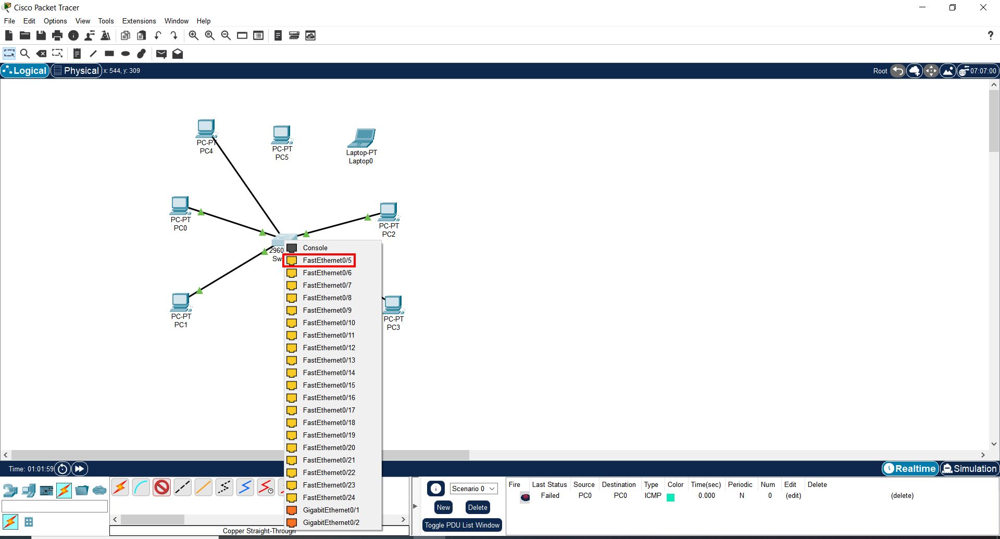 Cisco Packet Tracer
File Edit Options View Tools Extensions Window Help
?
Logical Physical x: 544, y: 309 Root 07:07:00
PC-PT
PC4
PC-PT
PC5
Laptop-PT
Laptop0
PC-PT
PC0
PC-PT
PC2
2960
Sw
PC-PT
PC1
PC-PT
PC3
Console
FastEthernet0/5
FastEthernet0/6
FastEthernet0/7
FastEthernet0/8
FastEthernet0/9
FastEthernet0/10
FastEthernet0/11
FastEthernet0/12
FastEthernet0/13
FastEthernet0/14
FastEthernet0/15
FastEthernet0/16
FastEthernet0/17
FastEthernet0/18
FastEthernet0/19
FastEthernet0/20
FastEthernet0/21
FastEthernet0/22
FastEthernet0/23
FastEthernet0/24
GigabitEthernet0/1
GigabitEthernet0/2
Time: 01:01:59 Realtime Simulation
Copper Straight-Through
Scenario 0
New Delete
Toggle PDU List Window
Fire Last Status Source Destination Type Color Time(sec) Periodic Num Edit Delete
Failed PC0 PC0 ICMP 0.000 N 0 (edit) (delete)